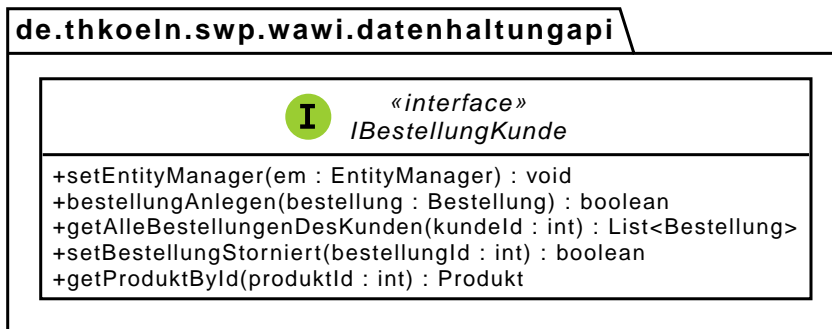 de.thkoeln.swp.wawi.datenhaltungapi
I
«interface»
IBestellungKunde
+setEntityManager(em : EntityManager) : void
+bestellungAnlegen(bestellung : Bestellung) : boolean
+getAlleBestellungenDesKunden(kundeId : int) : List<Bestellung>
+setBestellungStorniert(bestellungId : int) : boolean
+getProduktById(produktId : int) : Produkt